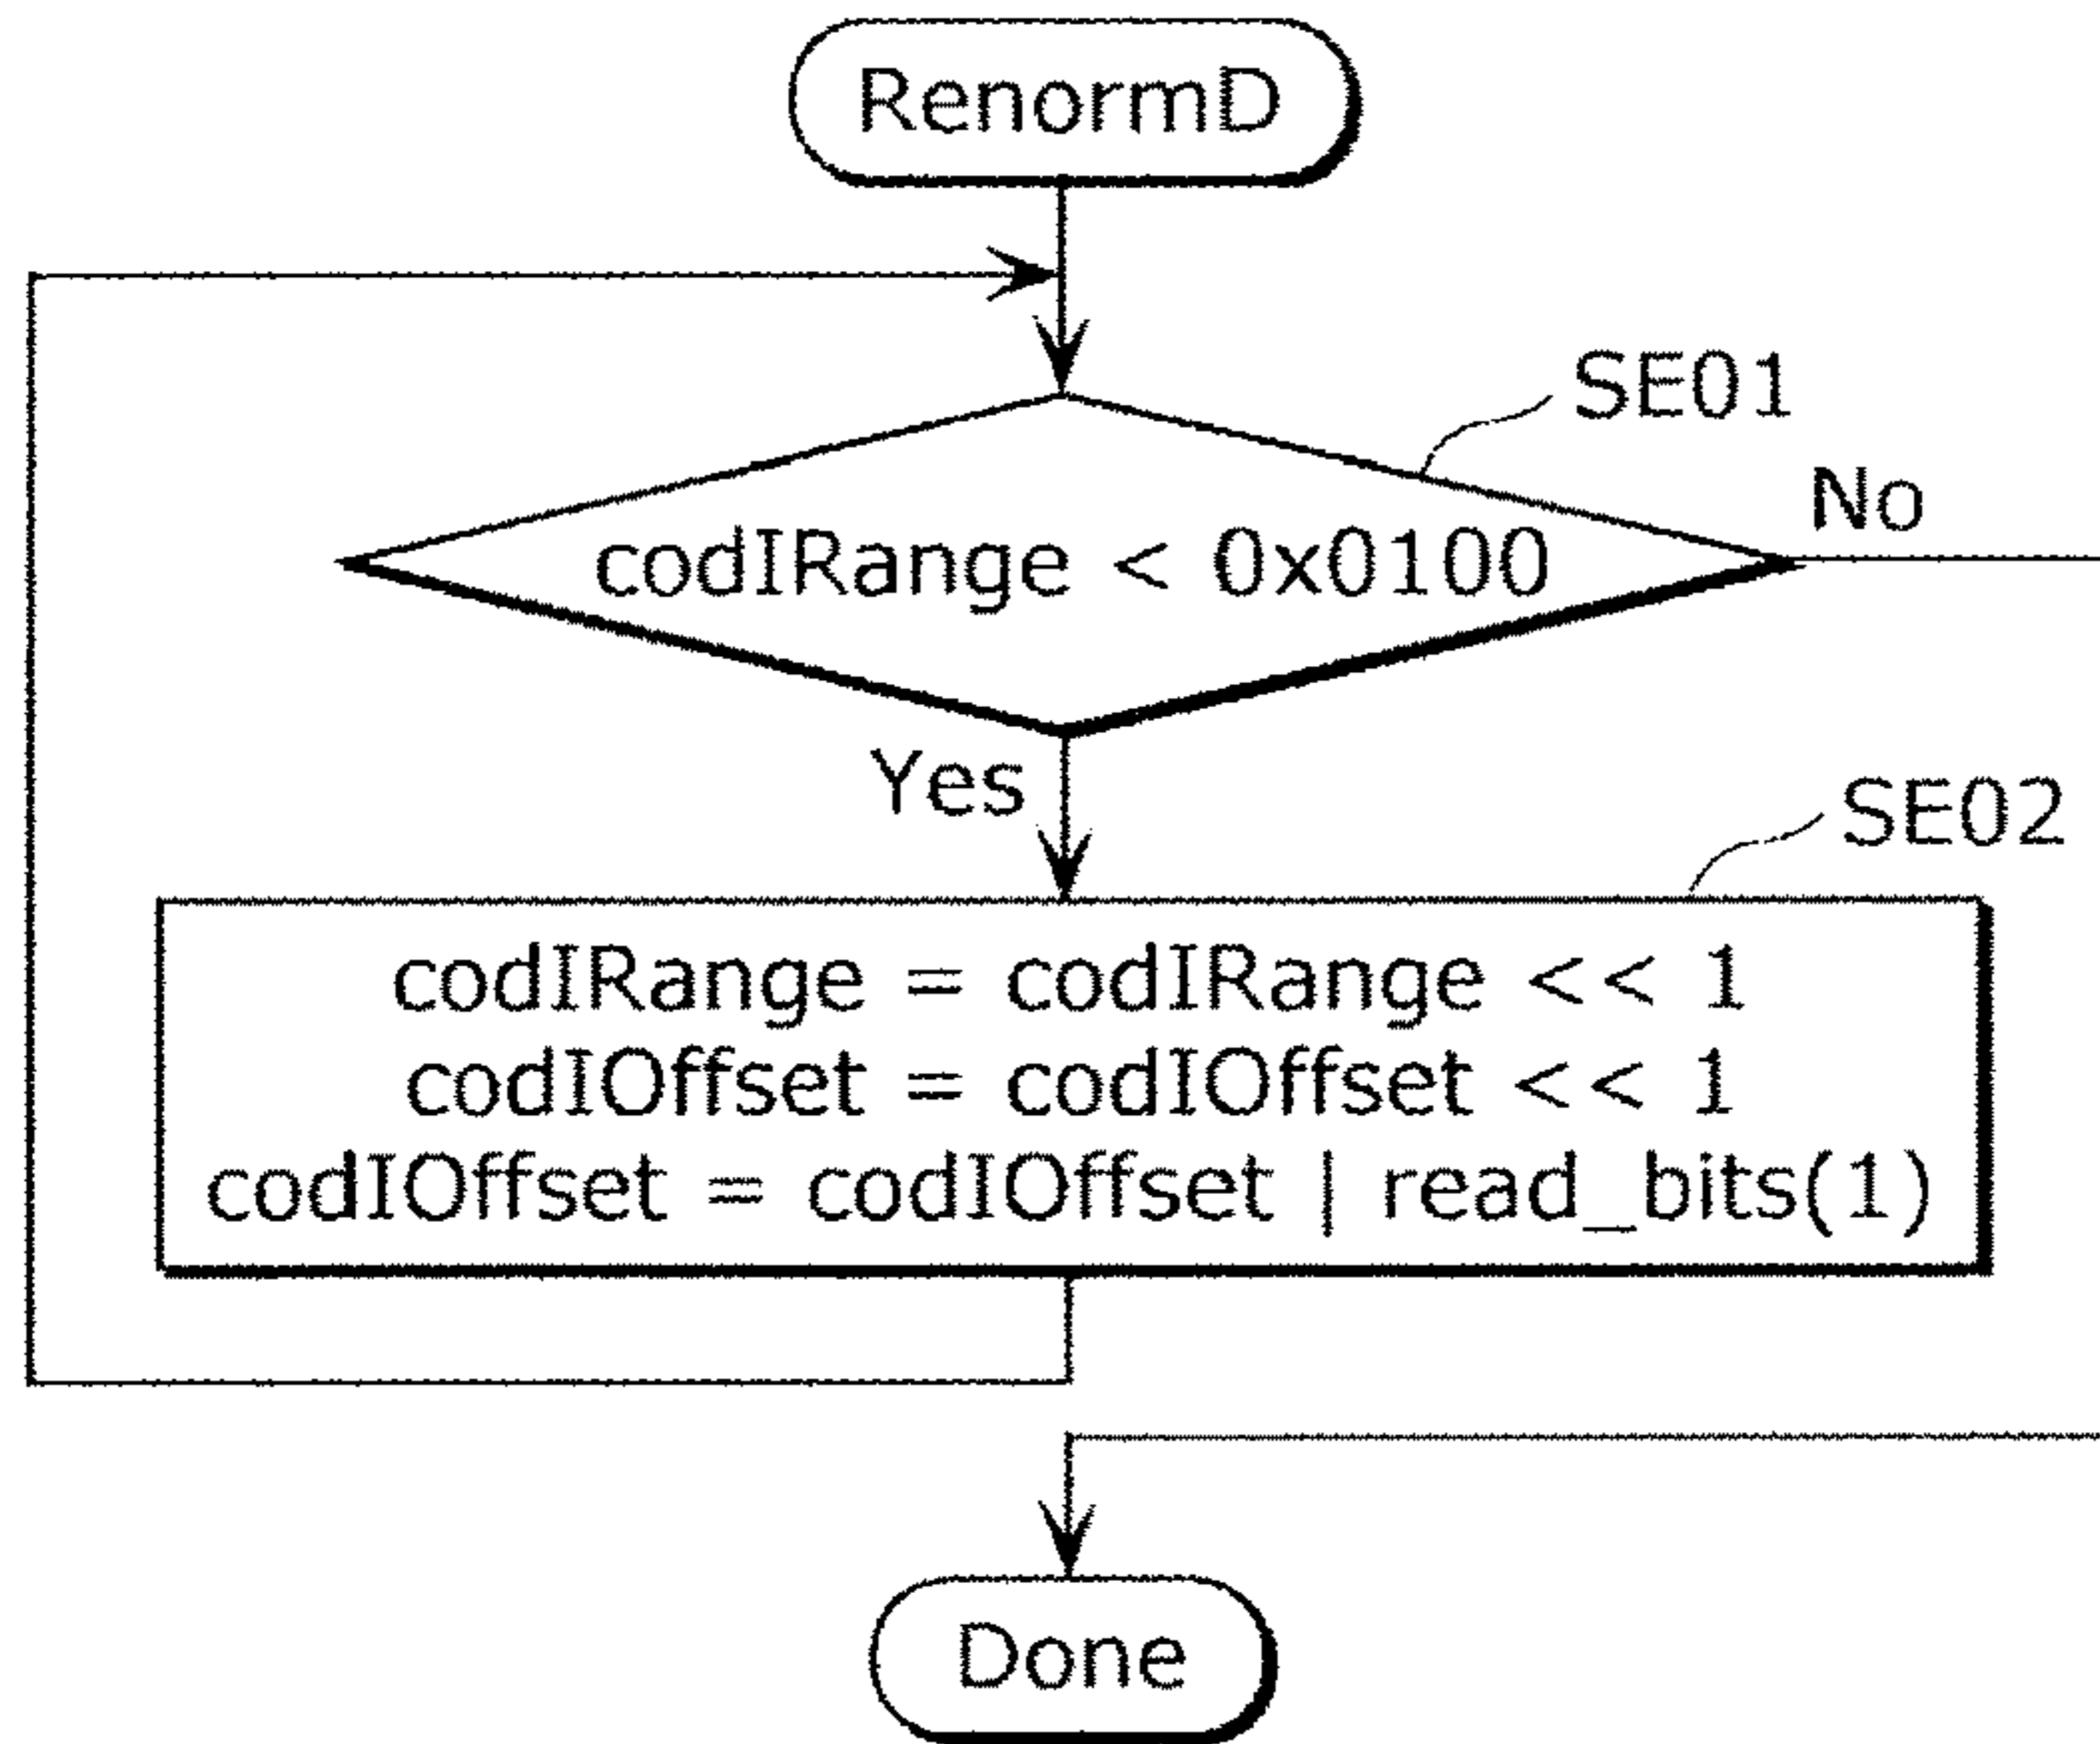 RenormD
SE01
No
codIRange < 0x0100
Yes
SE02
codIRange = codIRange << 1
codIOffset = codIOffset << 1
codIOffset = codIOffset | read_bits(1)
Done